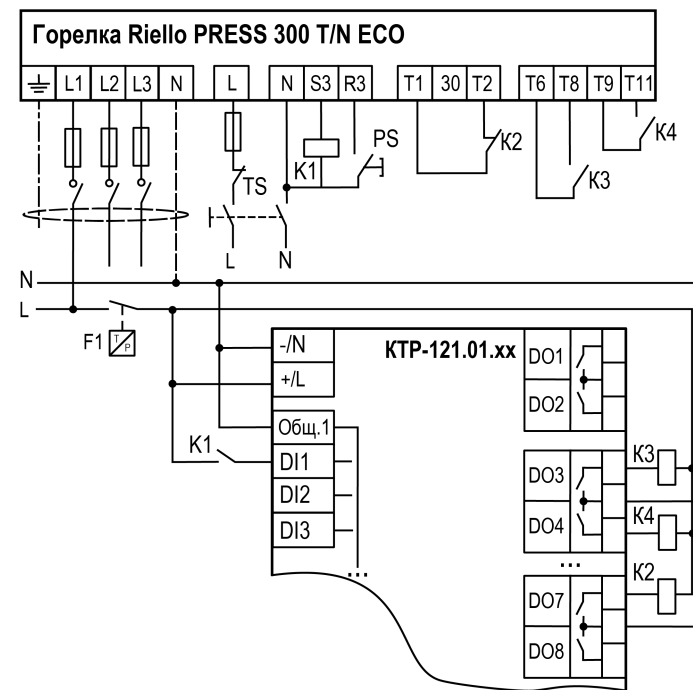 Горелка Riello PRESS 300 T/N ECO
L1 L2 L3 N L N S3 R3 T1 30 T2 T6 T8 T9 T11
PS
K2
K4
K1
TS
K3
L
N
N
L
F1
T
P
-/N
КТР-121.01.xx
DO1
+/L
DO2
Общ.1
K1
DI1
K3
DO3
DI2
DI3
K4
DO4
...
...
K2
DO7
DO8